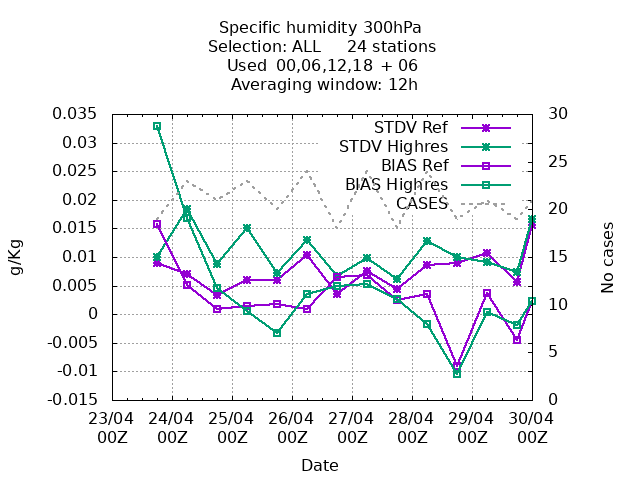 Specific humidity 300hPa
Selection: ALL 24 stations
Used 00,06,12,18 + 06
Averaging window: 12h
STDV Ref
STDV Highres
BIAS Ref
BIAS Highres
CASES
0.035
0.03
0.025
0.02
0.015
0.01
0.005
0
-0.005
-0.01
-0.015
g/Kg
30
25
20
15
10
5
0
No cases
23/04 24/04 25/04 26/04 27/04 28/04 29/04 30/04
00Z 00Z 00Z 00Z 00Z 00Z 00Z 00Z
Date